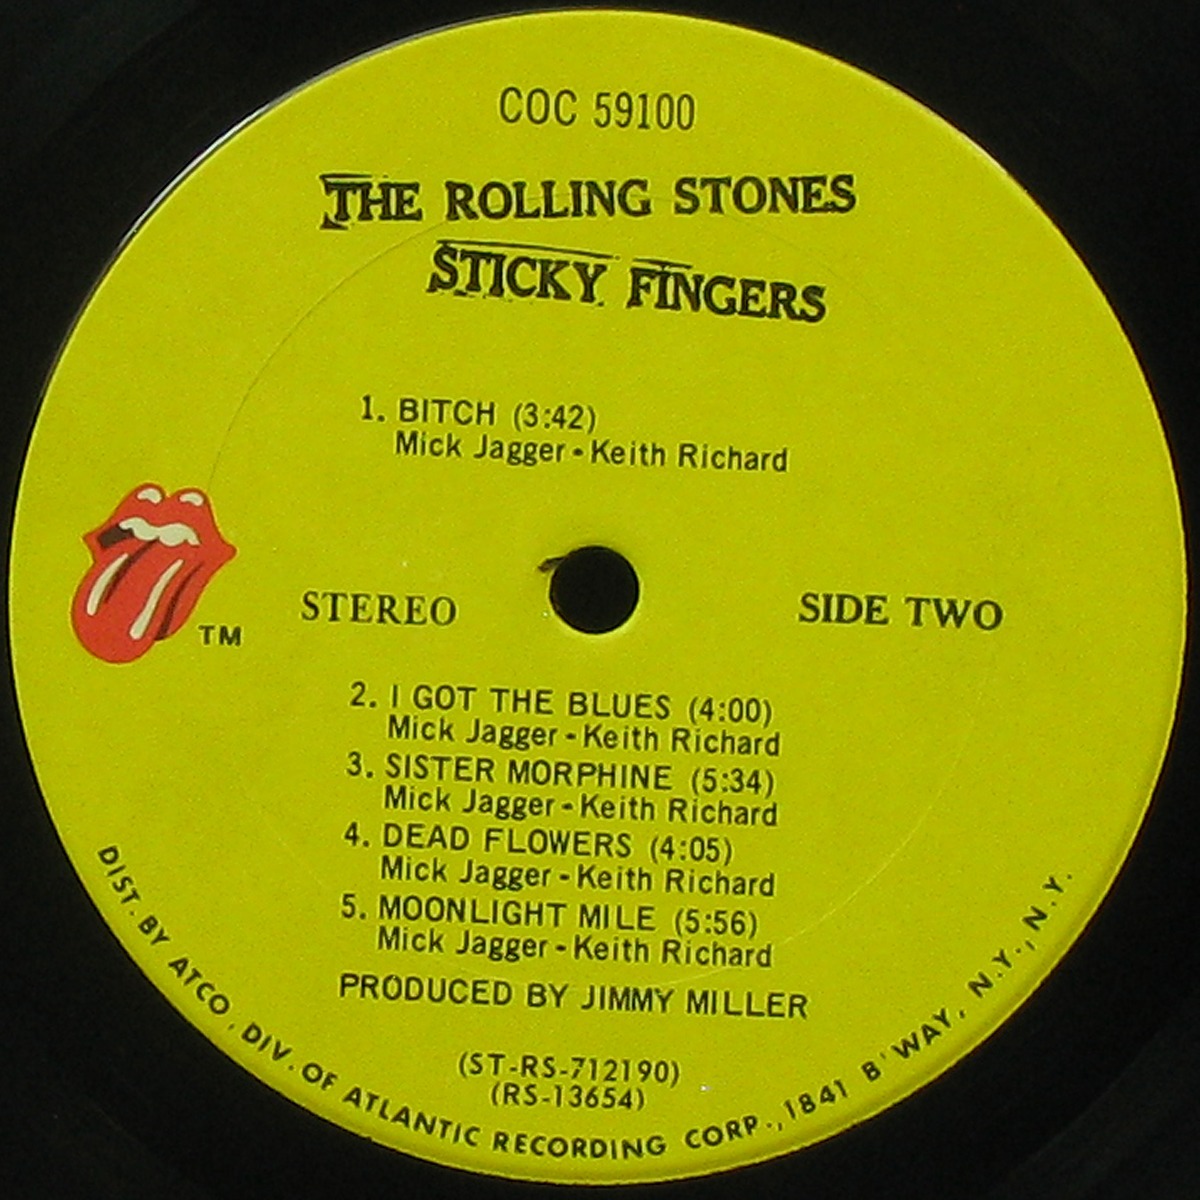 COC 59100
THE ROLLING STONES
STICKY FINGERS
1. BITCH (3:42)
Mick Jagger - Keith Richard
STEREO
SIDE TWO
TM
2. I GOT THE BLUES (4:00)
Mick Jagger - Keith Richard
3. SISTER MORPHINE (5:34)
Mick Jagger - Keith Richard
4. DEAD FLOWERS (4:05)
Mick Jagger - Keith Richard
5. MOONLIGHT MILE (5:56)
Mick Jagger - Keith Richard
PRODUCED BY JIMMY MILLER
(ST-RS-712190)
(RS-13654)
DIST. BY ATCO, DIV. OF ATLANTIC RECORDING CORP., 1841 B'WAY, N.Y., N.Y.